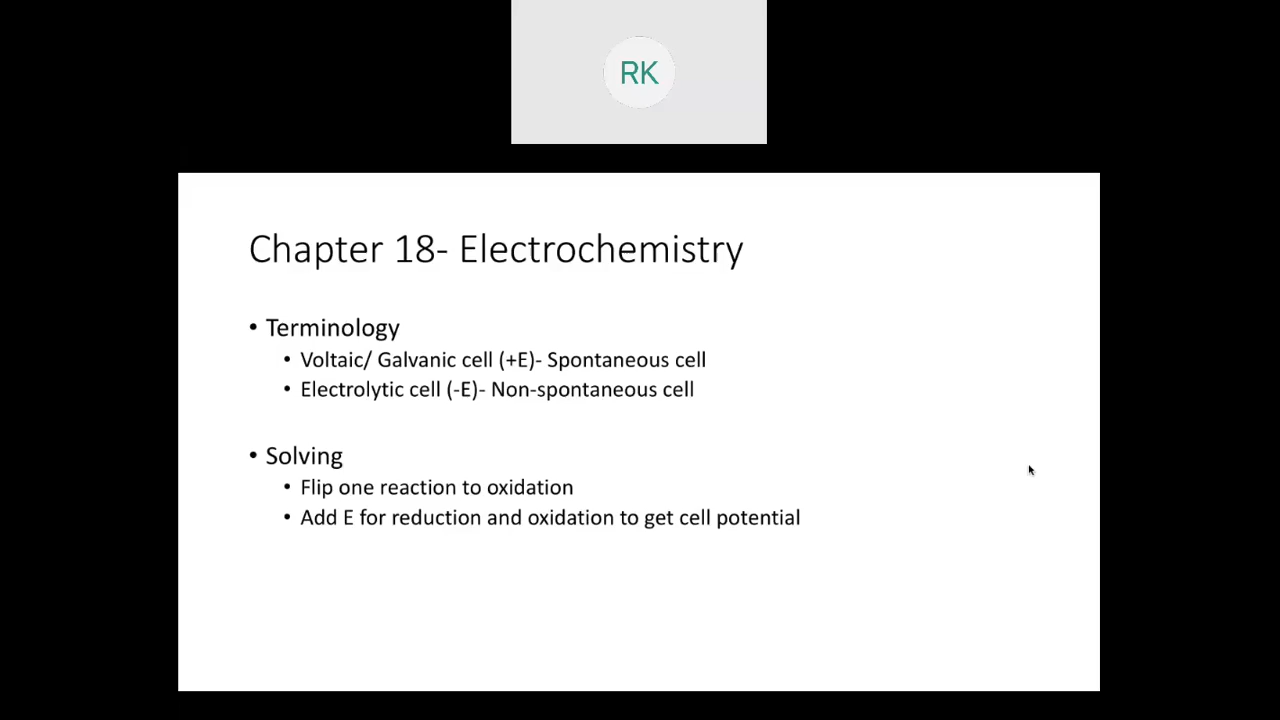 RK
Chapter 18- Electrochemistry
• Terminology
• Voltaic/ Galvanic cell (+E)- Spontaneous cell
• Electrolytic cell (-E)- Non-spontaneous cell
• Solving
• Flip one reaction to oxidation
• Add E for reduction and oxidation to get cell potential